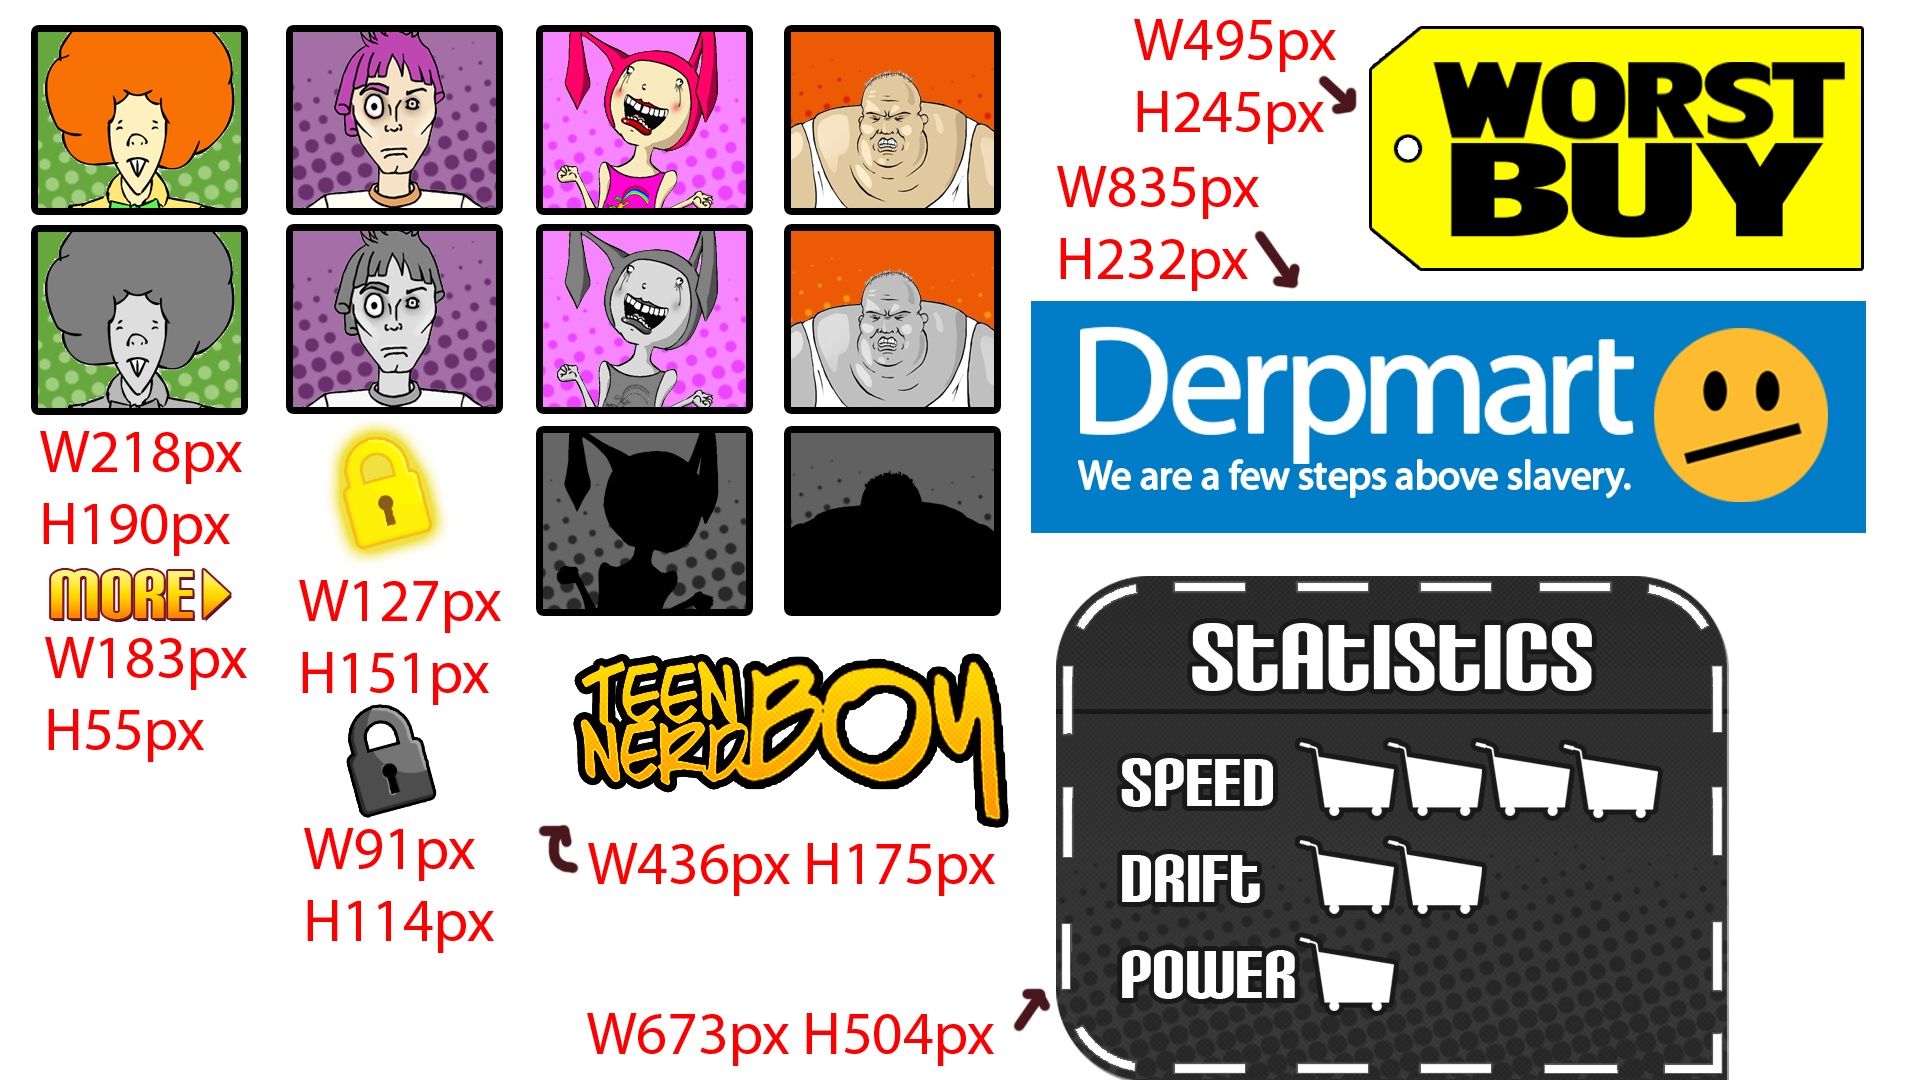 W218px
H190px
MORE
W183px
H55px
W127px
H151px
W91px
H114px
TEEN
NERD BOY
W436px H175px
W673px H504px
W495px
H245px
WORST
BUY
W835px
H232px
Derpmart
We are a few steps above slavery.
StAtIStICS
SPEED
DRIFt
POWER